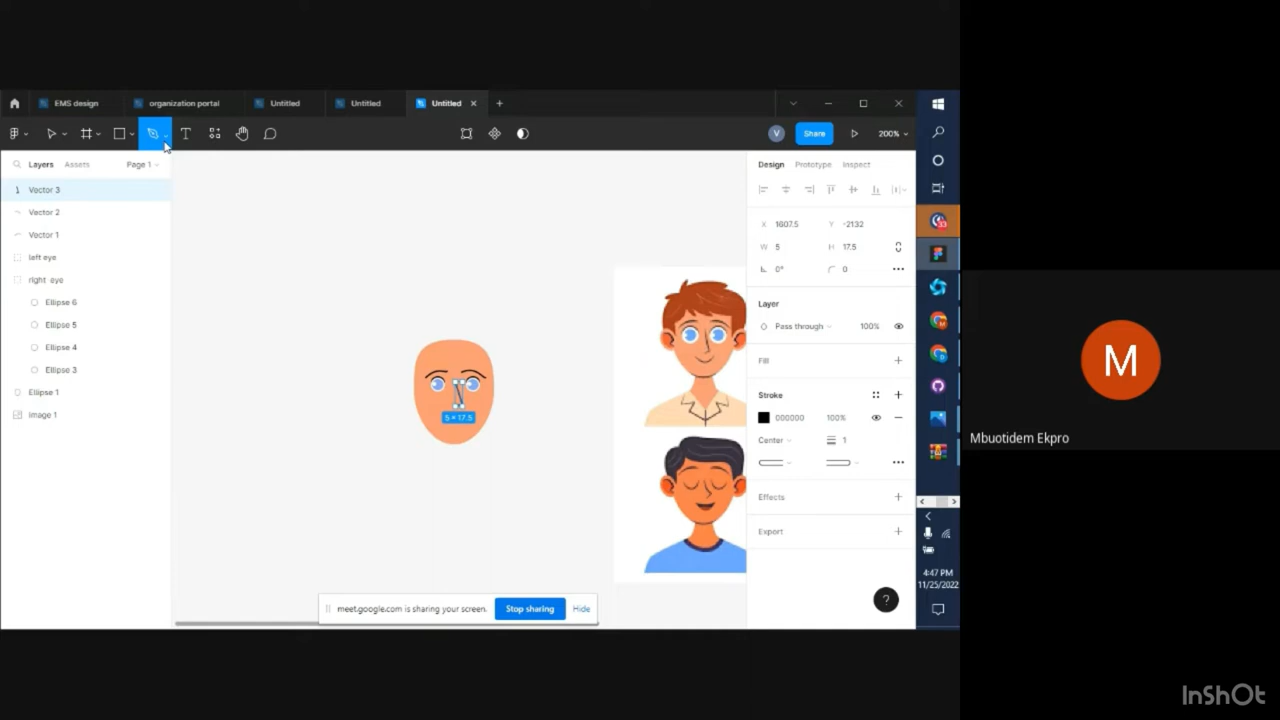 EMS design
organization portal
Untitled
Untitled
Untitled
V
Share
200%
Layers
Assets
Page 1
Vector 3
Vector 2
Vector 1
left eye
right eye
Ellipse 6
Ellipse 5
Ellipse 4
Ellipse 3
Ellipse 1
Image 1
5 × 17.5
Design
Prototype
Inspect
X 1607.5 Y -2132
W 5 H 17.5
0° 0
Layer
Pass through 100%
Fill
Stroke
000000 100%
Center 1
Effects
Export
?
meet.google.com is sharing your screen.
Stop sharing
Hide
4:47 PM
11/25/2022
M
Mbuotidem Ekpro
InShOt